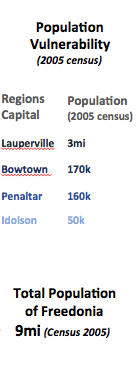 Population
Vulnerability
(2005 census)
Regions Population
Capital (2005 census)
Lauperville 3mi
Bowtown 170k
Penaltar 160k
Idolson 50k
Total Population
of Freedonia
9mi (Census 2005)